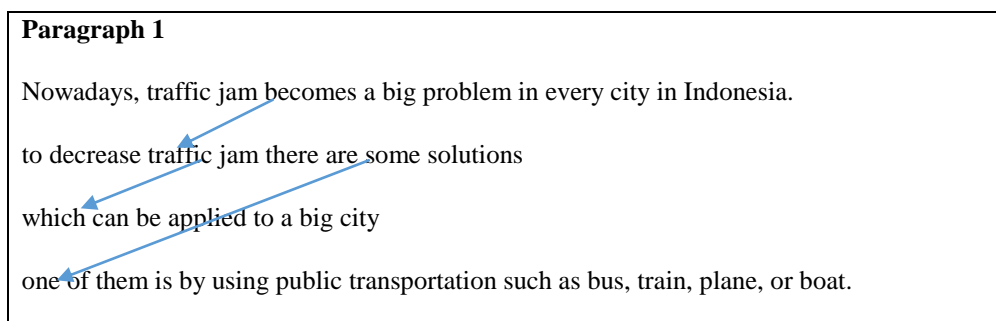 Paragraph 1
Nowadays, traffic jam becomes a big problem in every city in Indonesia.
to decrease traffic jam there are some solutions
which can be applied to a big city
one of them is by using public transportation such as bus, train, plane, or boat.